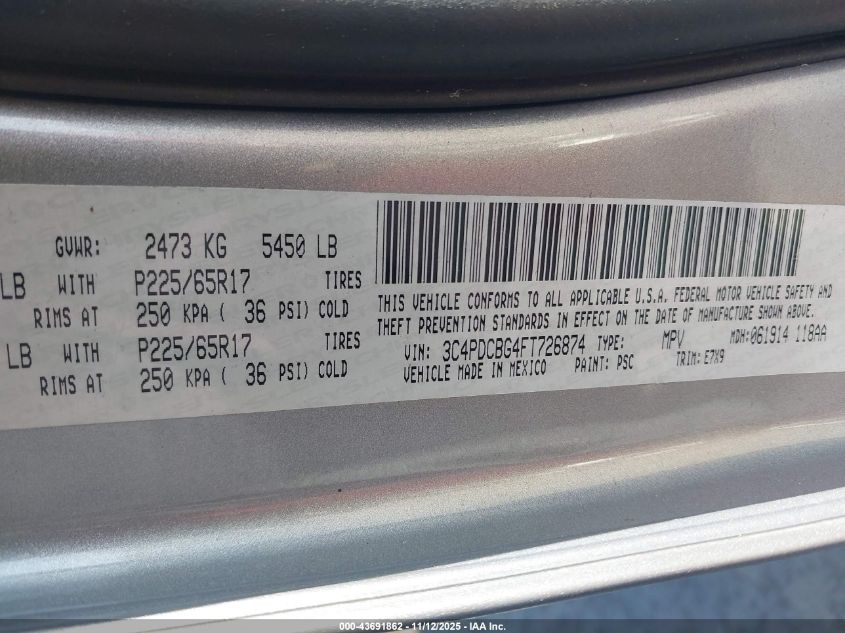 GVWR: 2473 KG 5450 LB
LB WITH P225/65R17 TIRES
RIMS AT 250 KPA ( 36 PSI) COLD
LB WITH P225/65R17 TIRES
RIMS AT 250 KPA ( 36 PSI) COLD
THIS VEHICLE CONFORMS TO ALL APPLICABLE U.S.A. FEDERAL MOTOR VEHICLE SAFETY AND
THEFT PREVENTION STANDARDS IN EFFECT ON THE DATE OF MANUFACTURE SHOWN ABOVE.
VIN: 3C4PDCBG4FT726874 TYPE: MPV MDH:061914 118AA
VEHICLE MADE IN MEXICO PAINT: PSC TRIM: E7X9
000-43691862 - 11/12/2025 - IAA Inc.